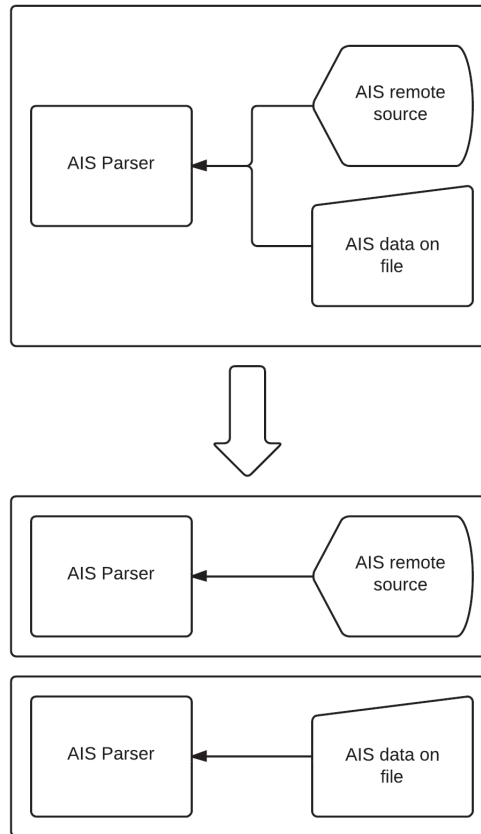 AIS remote
source
AIS Parser
AIS data on
file
AIS Parser
AIS remote
source
AIS Parser
AIS data on
file